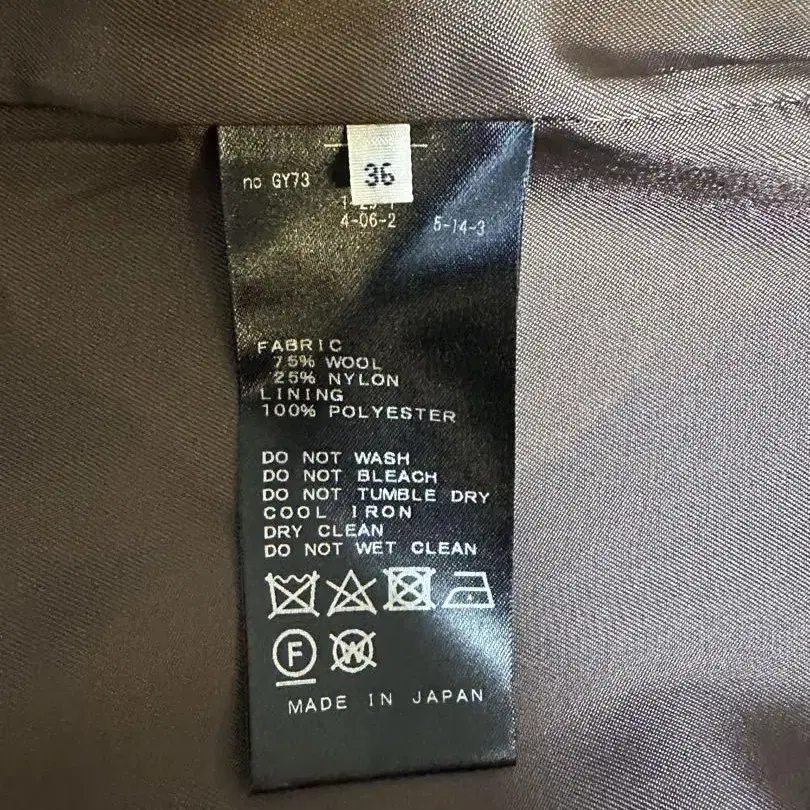 36
no GY73
4-06-2
5-14-3
FABRIC
75% WOOL
25% NYLON
LINING
100% POLYESTER
DO NOT WASH
DO NOT BLEACH
DO NOT TUMBLE DRY
COOL IRON
DRY CLEAN
DO NOT WET CLEAN
F W
MADE IN JAPAN